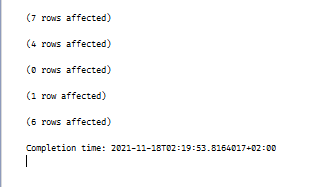 (7 rows affected)
(4 rows affected)
(0 rows affected)
(1 row affected)
(6 rows affected)
Completion time: 2021-11-18T02:19:53.8164017+02:00